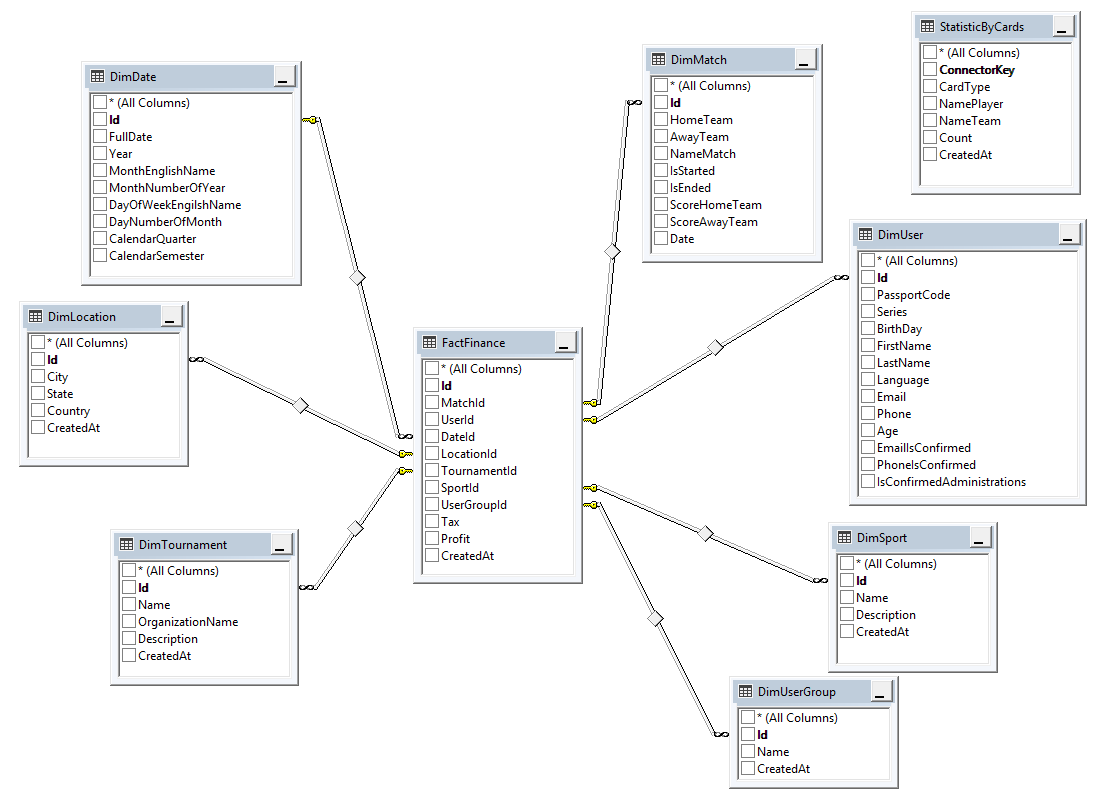 DimDate
* (All Columns)
Id
FullDate
Year
MonthEnglishName
MonthNumberOfYear
DayOfWeekEngilshName
DayNumberOfMonth
CalendarQuarter
CalendarSemester
DimLocation
* (All Columns)
Id
City
State
Country
CreatedAt
DimTournament
* (All Columns)
Id
Name
OrganizationName
Description
CreatedAt
FactFinance
* (All Columns)
Id
MatchId
UserId
DateId
LocationId
TournamentId
SportId
UserGroupId
Tax
Profit
CreatedAt
DimMatch
* (All Columns)
Id
HomeTeam
AwayTeam
NameMatch
IsStarted
IsEnded
ScoreHomeTeam
ScoreAwayTeam
Date
StatisticByCards
* (All Columns)
ConnectorKey
CardType
NamePlayer
NameTeam
Count
CreatedAt
DimUser
* (All Columns)
Id
PassportCode
Series
BirthDay
FirstName
LastName
Language
Email
Phone
Age
EmailIsConfirmed
PhoneIsConfirmed
IsConfirmedAdministrations
DimSport
* (All Columns)
Id
Name
Description
CreatedAt
DimUserGroup
* (All Columns)
Id
Name
CreatedAt